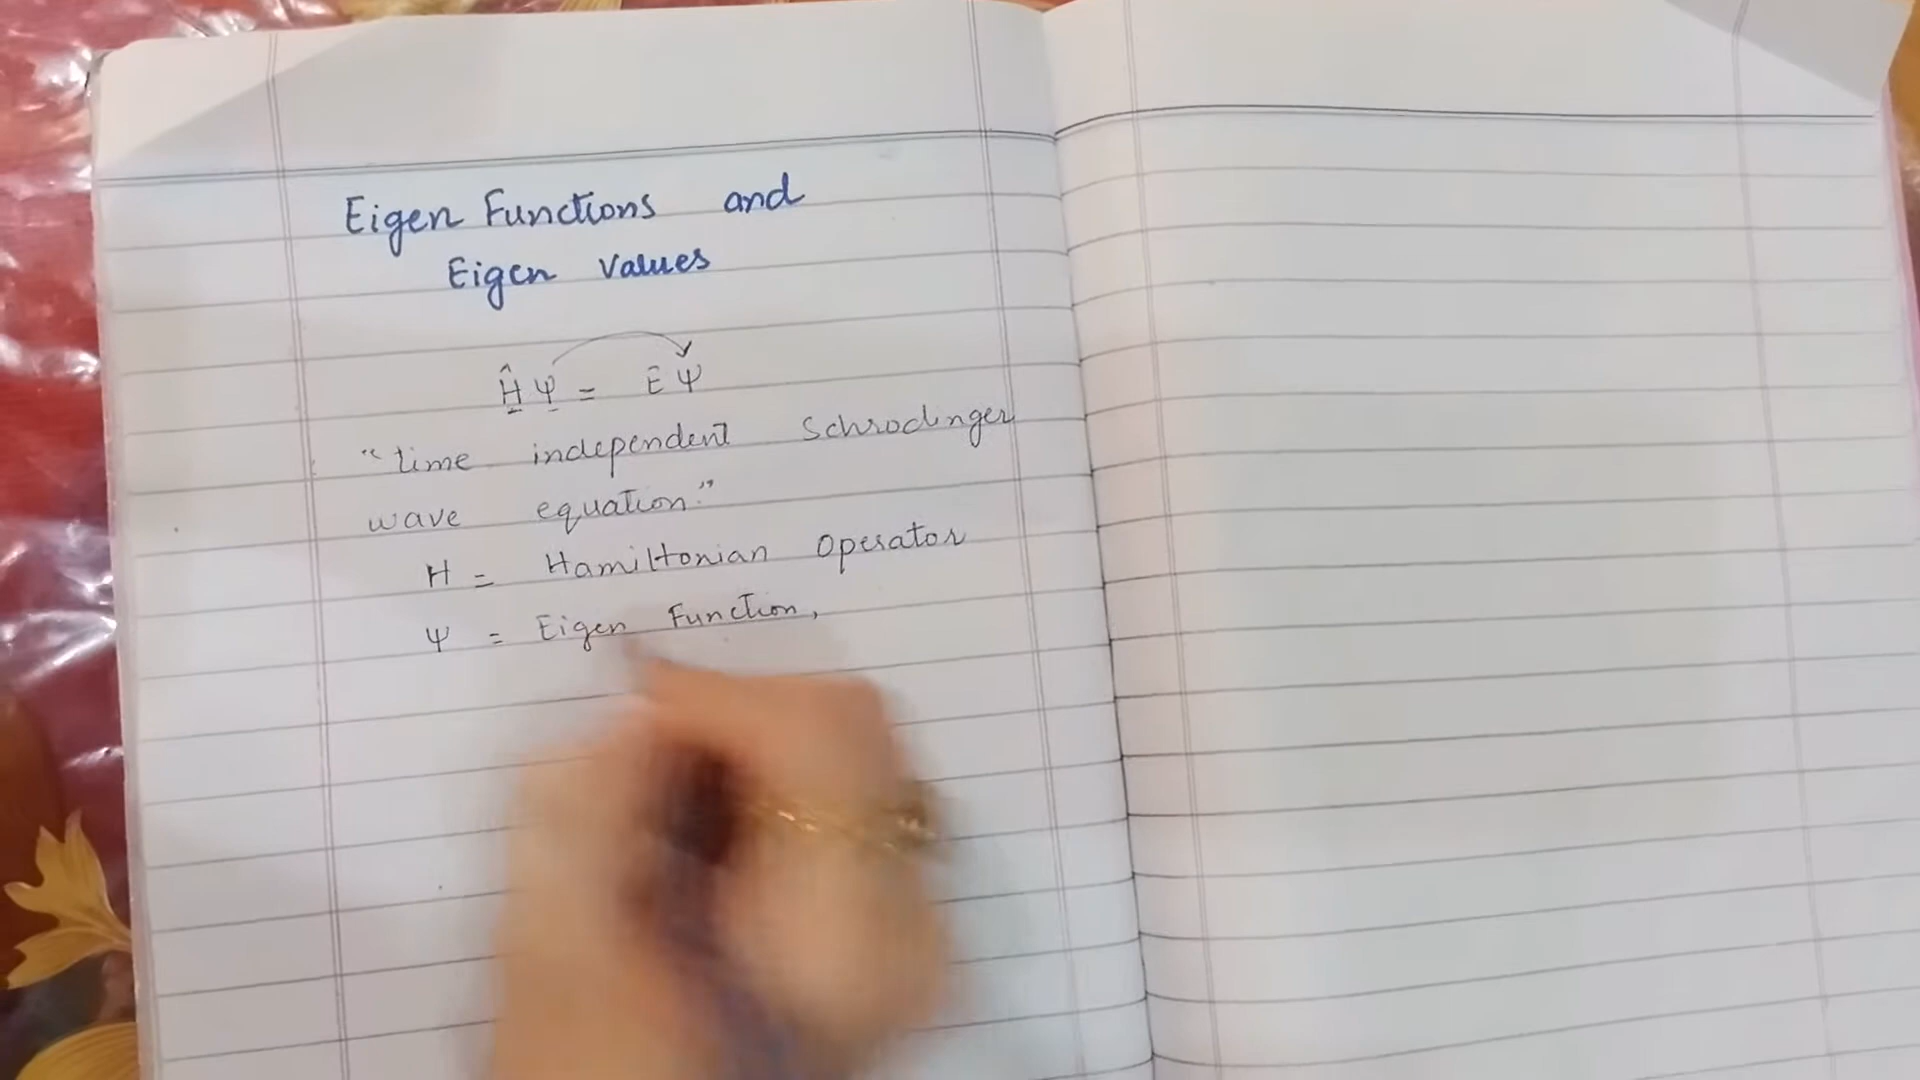 Eigen Functions and
Eigen values
Ĥ Ψ = E Ψ
"time independent Schrodinger
wave equation."
H = Hamiltonian Operator
Ψ = Eigen Function,